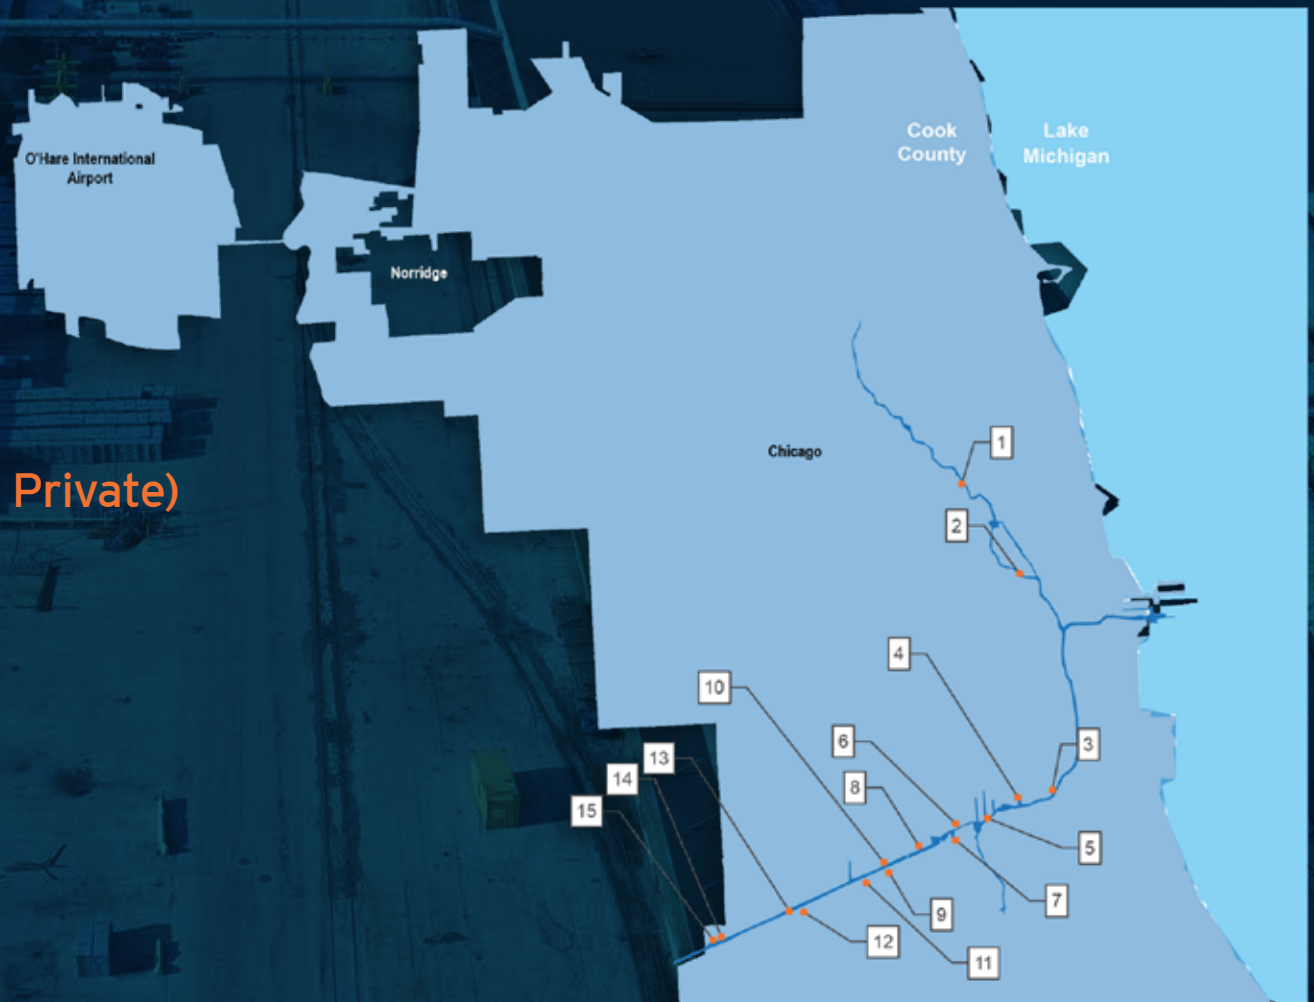 Cook
County
Lake
Michigan
O'Hare International
Airport
Norridge
Chicago
1
Private)
2
4
10
6
3
13
14
8
15
5
7
9
12
11